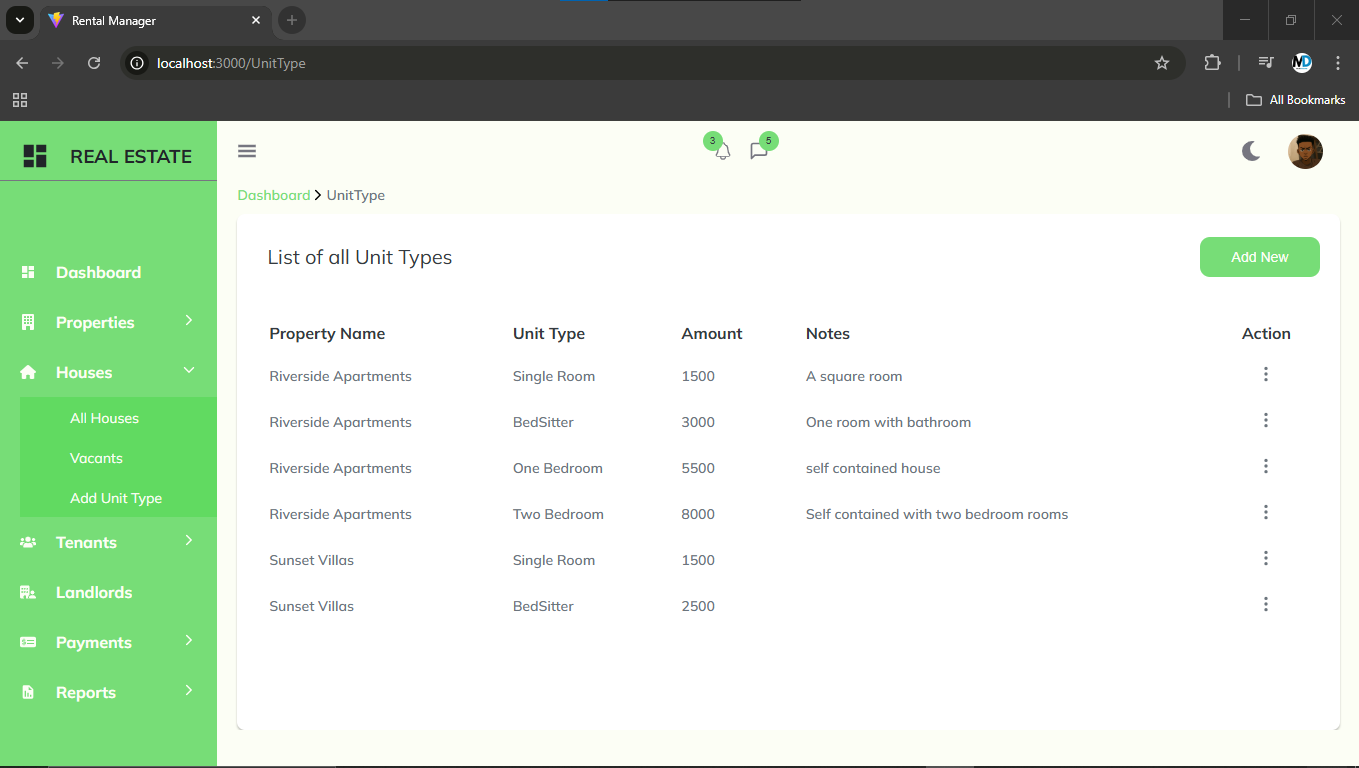 Rental Manager
localhost:3000/UnitType
All Bookmarks
REAL ESTATE
3
5
Dashboard > UnitType
Dashboard
Properties
Houses
All Houses
Vacants
Add Unit Type
Tenants
Landlords
Payments
Reports
List of all Unit Types
Add New
Property Name Unit Type Amount Notes Action
Riverside Apartments Single Room 1500 A square room
Riverside Apartments BedSitter 3000 One room with bathroom
Riverside Apartments One Bedroom 5500 self contained house
Riverside Apartments Two Bedroom 8000 Self contained with two bedroom rooms
Sunset Villas Single Room 1500
Sunset Villas BedSitter 2500